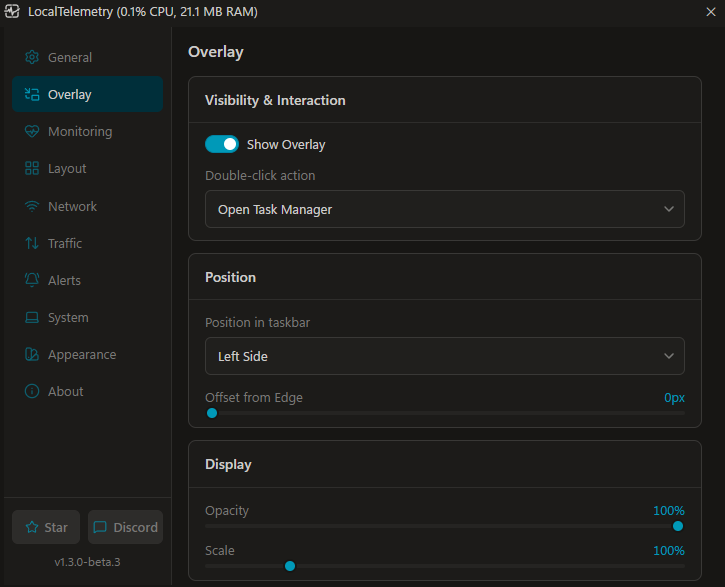 LocalTelemetry (0.1% CPU, 21.1 MB RAM)
General
Overlay
Monitoring
Layout
Network
Traffic
Alerts
System
Appearance
About
Star
Discord
v1.3.0-beta.3
Overlay
Visibility & Interaction
Show Overlay
Double-click action
Open Task Manager
Position
Position in taskbar
Left Side
Offset from Edge 0px
Display
Opacity 100%
Scale 100%